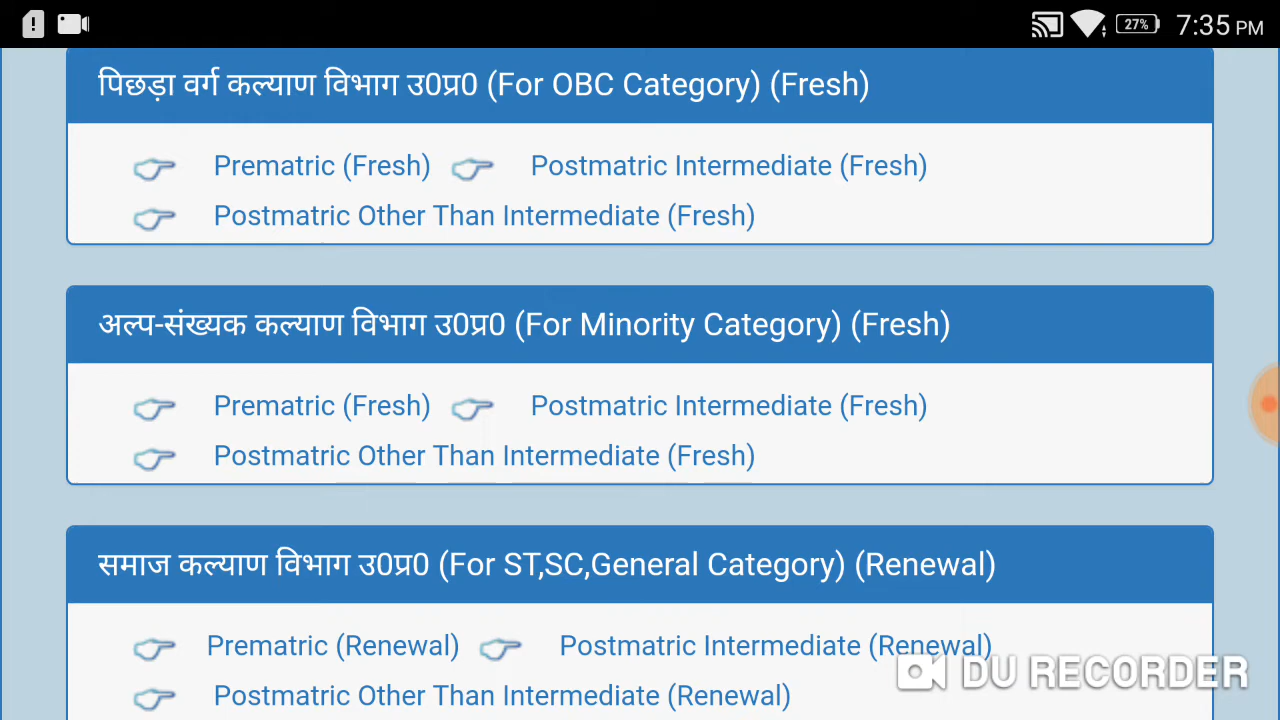 27% 7:35 PM
पिछड़ा वर्ग कल्याण विभाग उ0प्र0 (For OBC Category) (Fresh)
Prematric (Fresh) Postmatric Intermediate (Fresh)
Postmatric Other Than Intermediate (Fresh)
अल्प-संख्यक कल्याण विभाग उ0प्र0 (For Minority Category) (Fresh)
Prematric (Fresh) Postmatric Intermediate (Fresh)
Postmatric Other Than Intermediate (Fresh)
समाज कल्याण विभाग उ0प्र0 (For ST,SC,General Category) (Renewal)
Prematric (Renewal) Postmatric Intermediate (Renewal)
Postmatric Other Than Intermediate (Renewal)
DU RECORDER